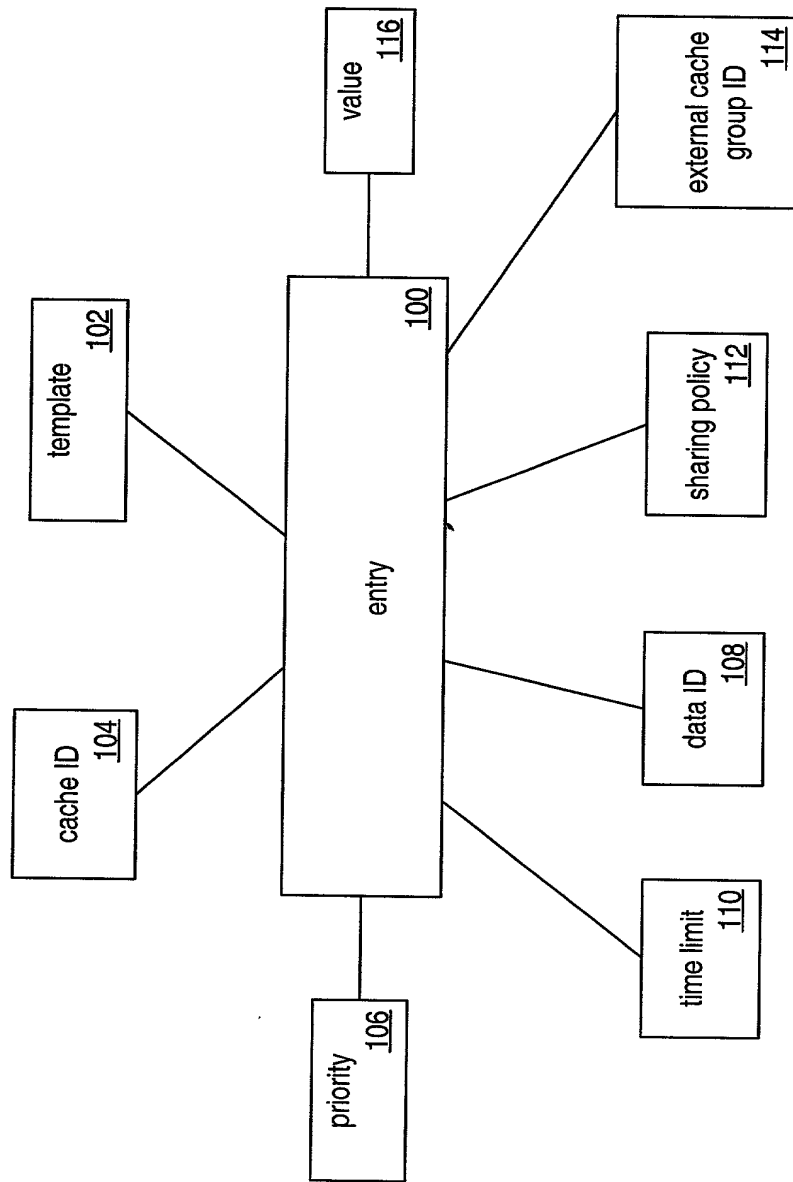 cache ID
104
template
102
priority
106
entry
100
value
116
time limit
110
data ID
108
sharing policy
112
external cache
group ID
114